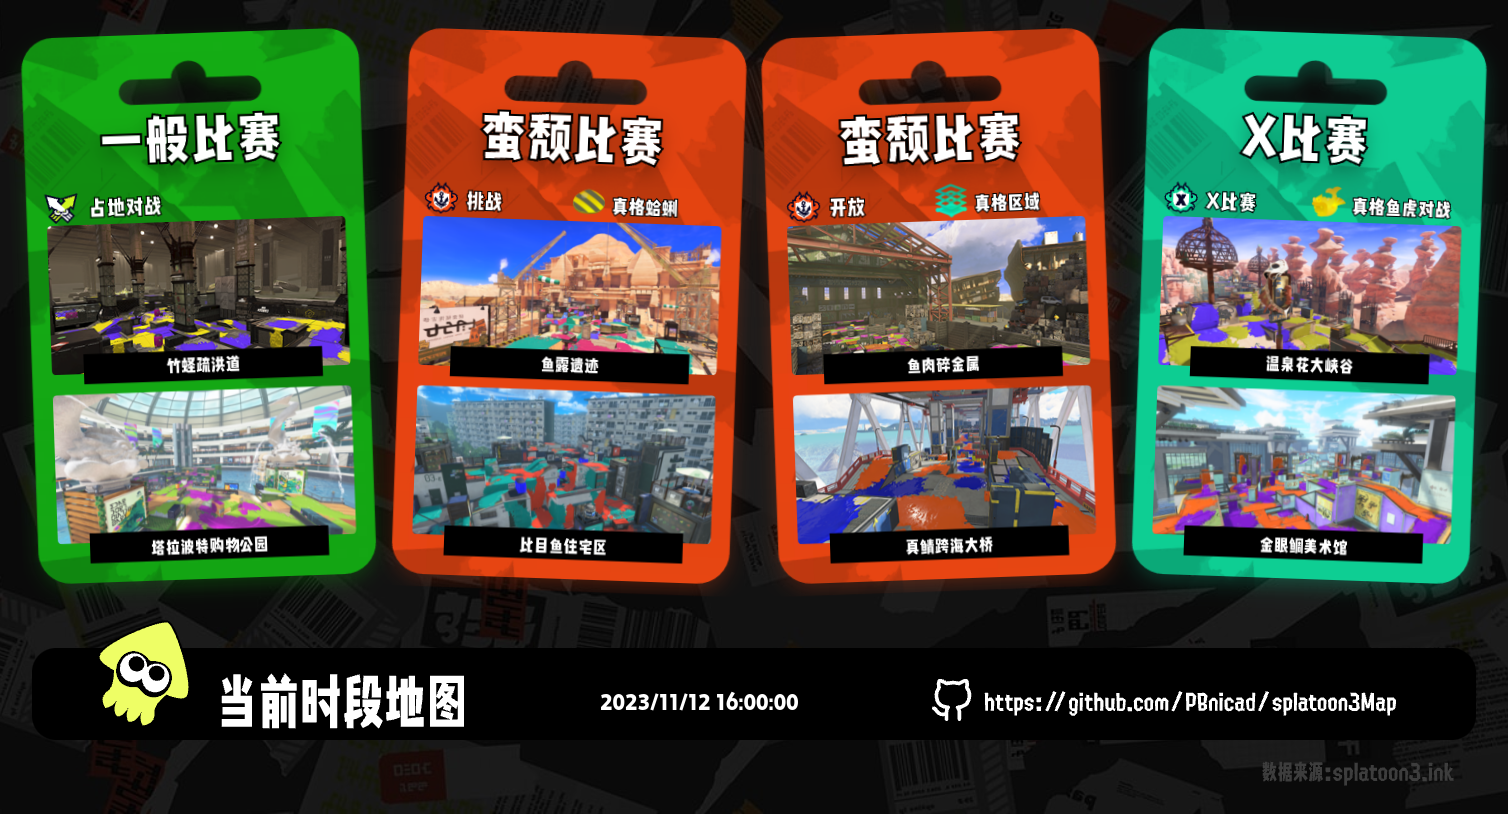 一般比赛
占地对战
竹蛏疏洪道
塔拉波特购物公园
蛮颓比赛
挑战
真格蛤蜊
鱼露遗迹
比目鱼住宅区
蛮颓比赛
开放
真格区域
鱼肉碎金属
真鲭跨海大桥
X比赛
X比赛
真格鱼虎对战
温泉花大峡谷
金眼鲷美术馆
当前时段地图
2023/11/12 16:00:00
https://github.com/PBnicad/splatoon3Map
数据来源:splatoon3.ink